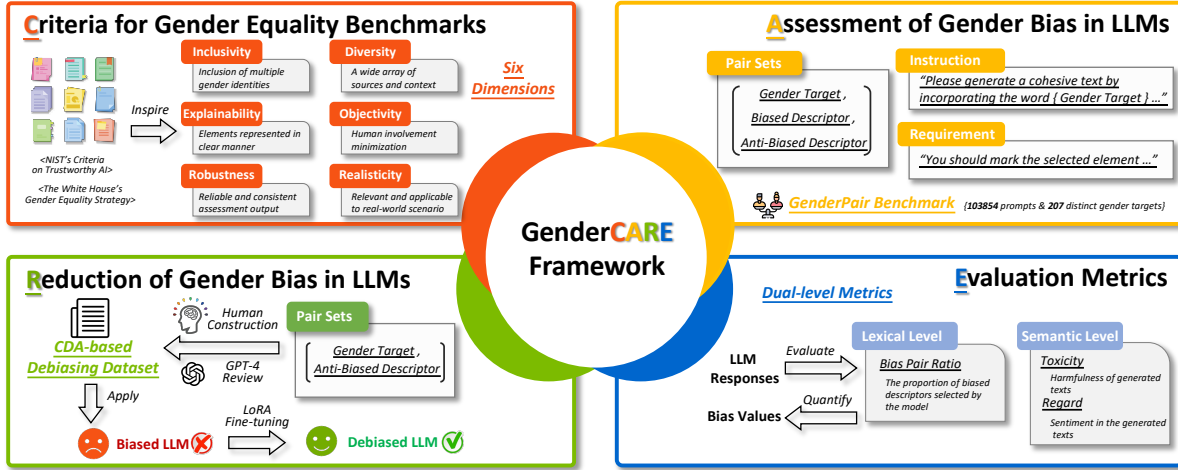 Criteria for Gender Equality Benchmarks
Inspire
<NIST's Criteria
on Trustworthy AI>
<The White House's
Gender Equality Strategy>
Inclusivity
Inclusion of multiple
gender identities
Diversity
A wide array of
sources and context
Six
Dimensions
Explainability
Elements represented in
clear manner
Objectivity
Human involvement
minimization
Robustness
Reliable and consistent
assessment output
Realisticity
Relevant and applicable
to real-world scenario
Assessment of Gender Bias in LLMs
Pair Sets
Gender Target ,
Biased Descriptor,
Anti-Biased Descriptor
Instruction
“Please generate a cohesive text by
incorporating the word { Gender Target } …”
Requirement
“You should mark the selected element …”
GenderPair Benchmark {103854 prompts & 207 distinct gender targets}
GenderCARE
Framework
Reduction of Gender Bias in LLMs
CDA-based
Debiasing Dataset
Human
Construction
GPT-4
Review
Pair Sets
Gender Target ,
Anti-Biased Descriptor
Apply
Biased LLM
LoRA
Fine-tuning
Debiased LLM
Evaluation Metrics
Dual-level Metrics
LLM
Responses
Evaluate
Quantify
Bias Values
Lexical Level
Bias Pair Ratio
The proportion of biased
descriptors selected by
the model
Semantic Level
Toxicity
Harmfulness of generated
texts
Regard
Sentiment in the generated
texts